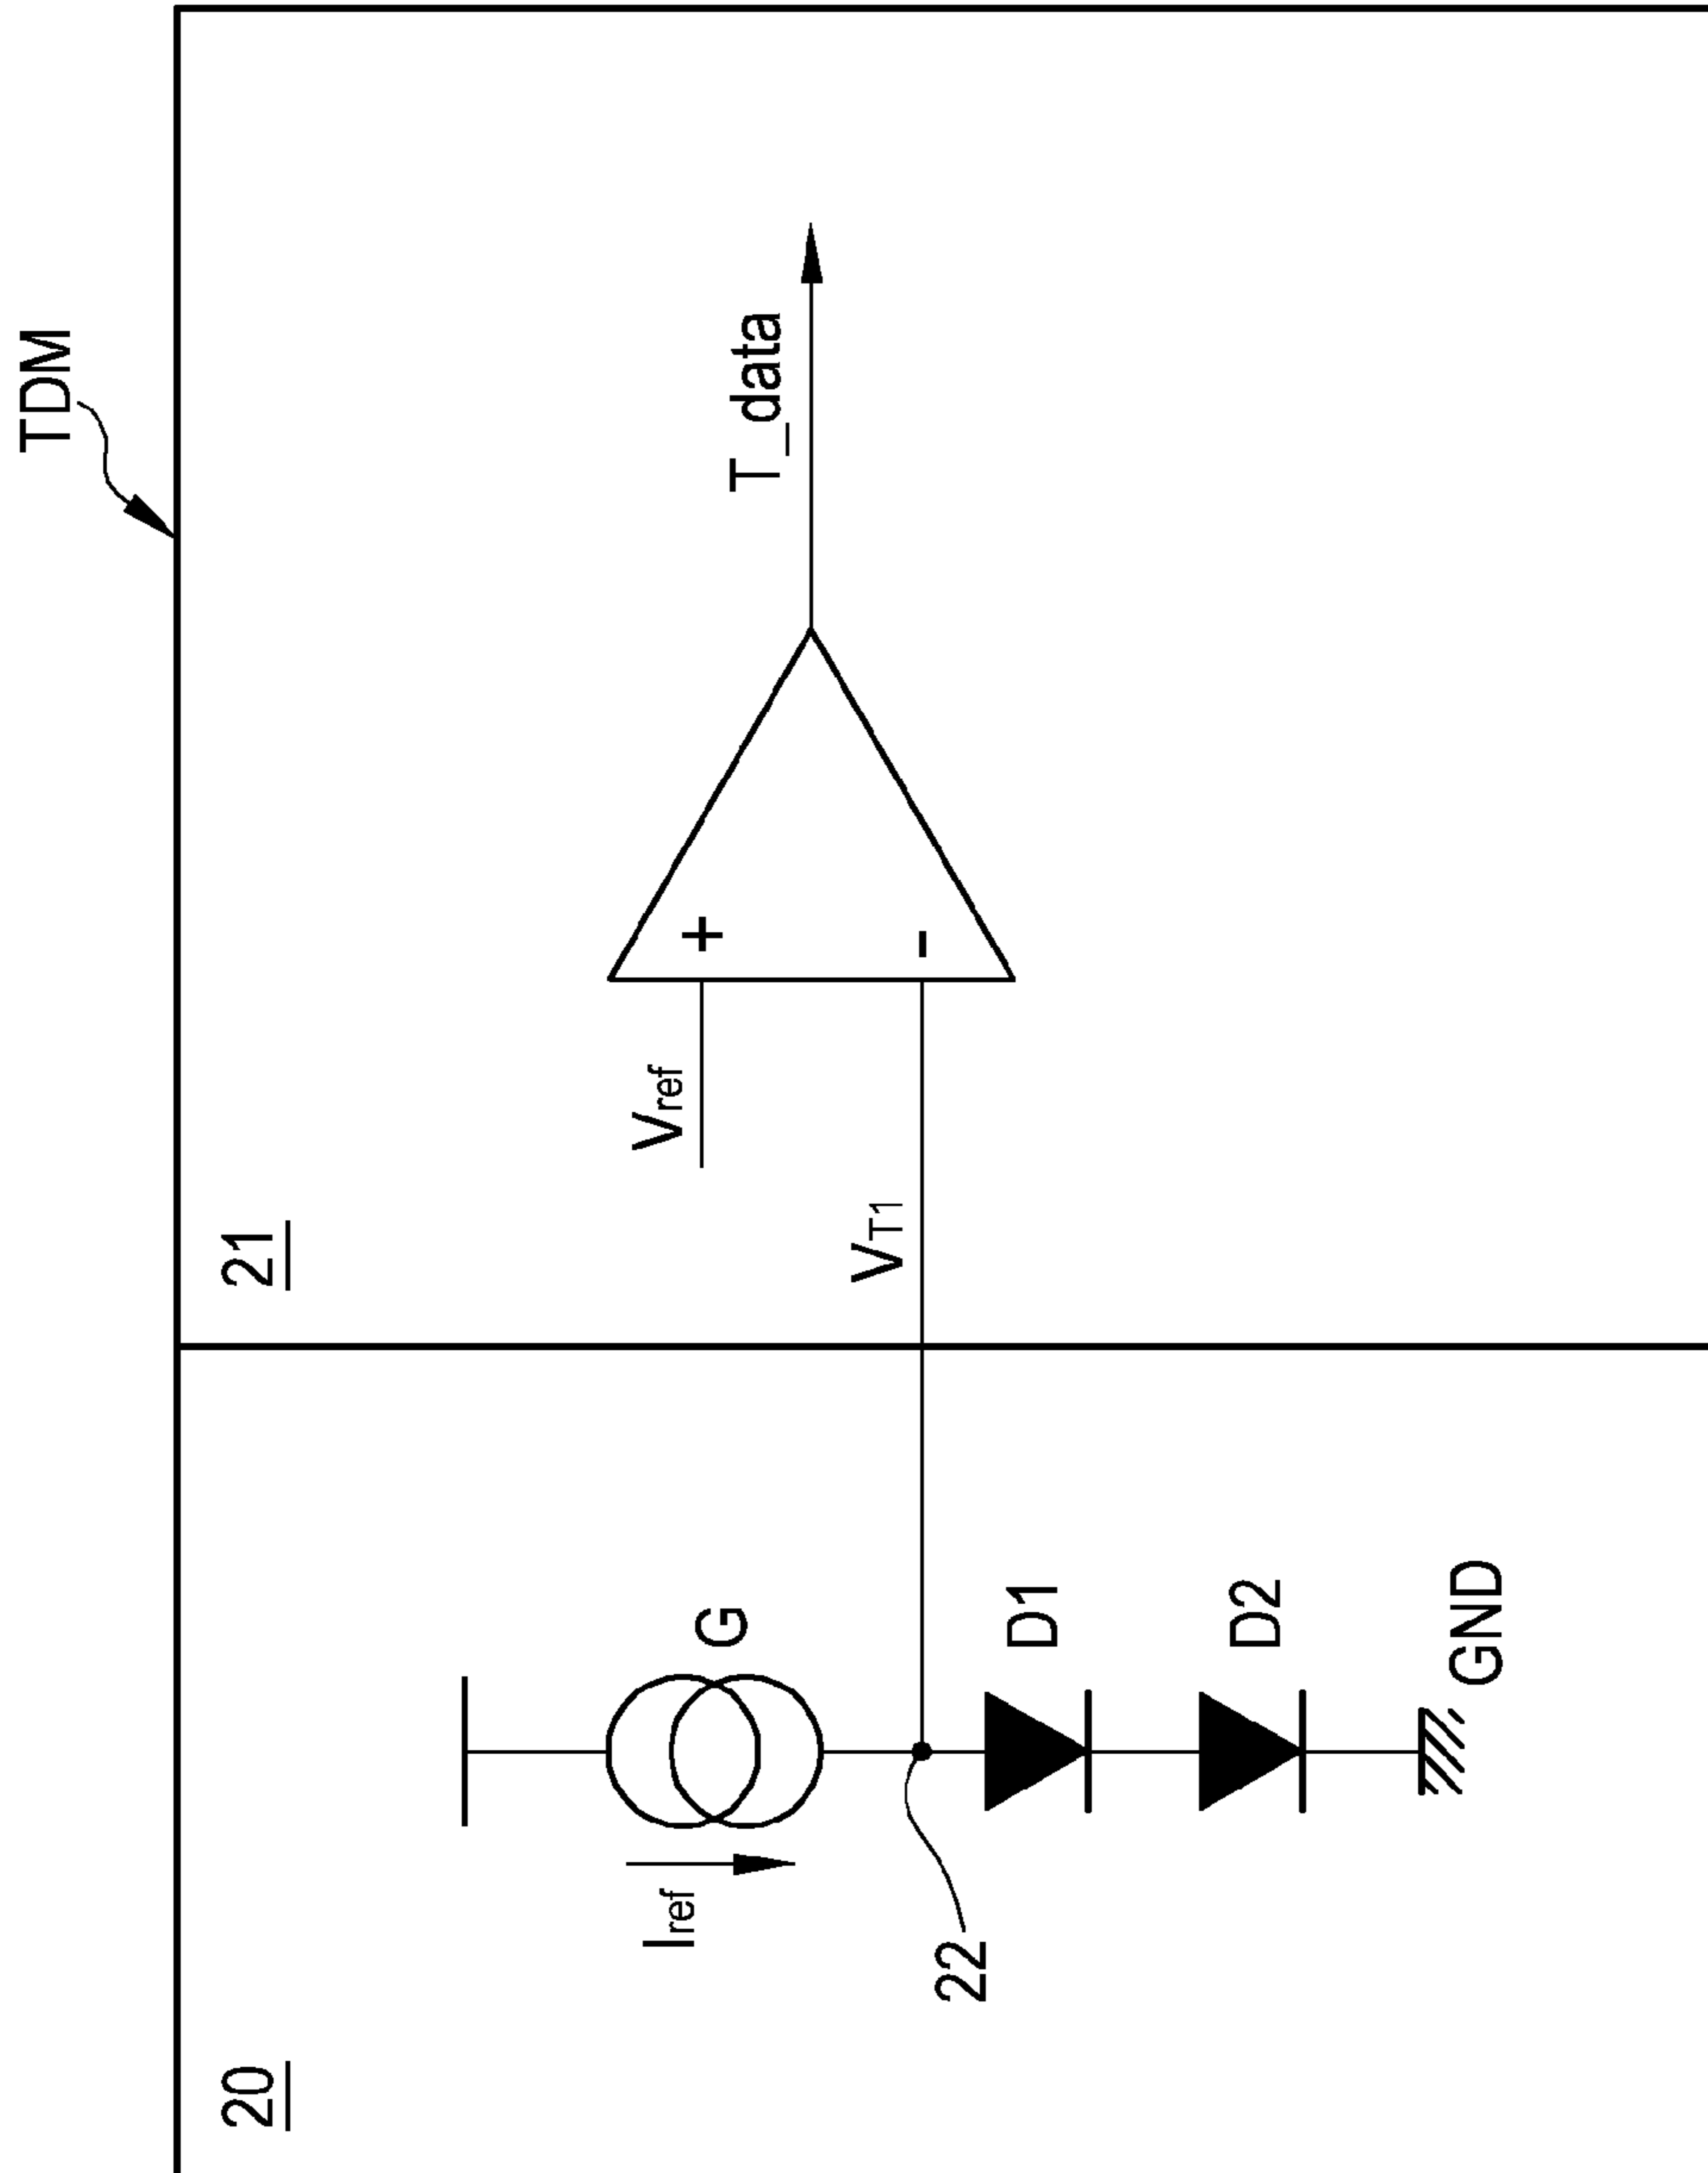 TDM
20
21
Iref
G
Vref
+
T_data
VT1
-
22
D1
D2
GND